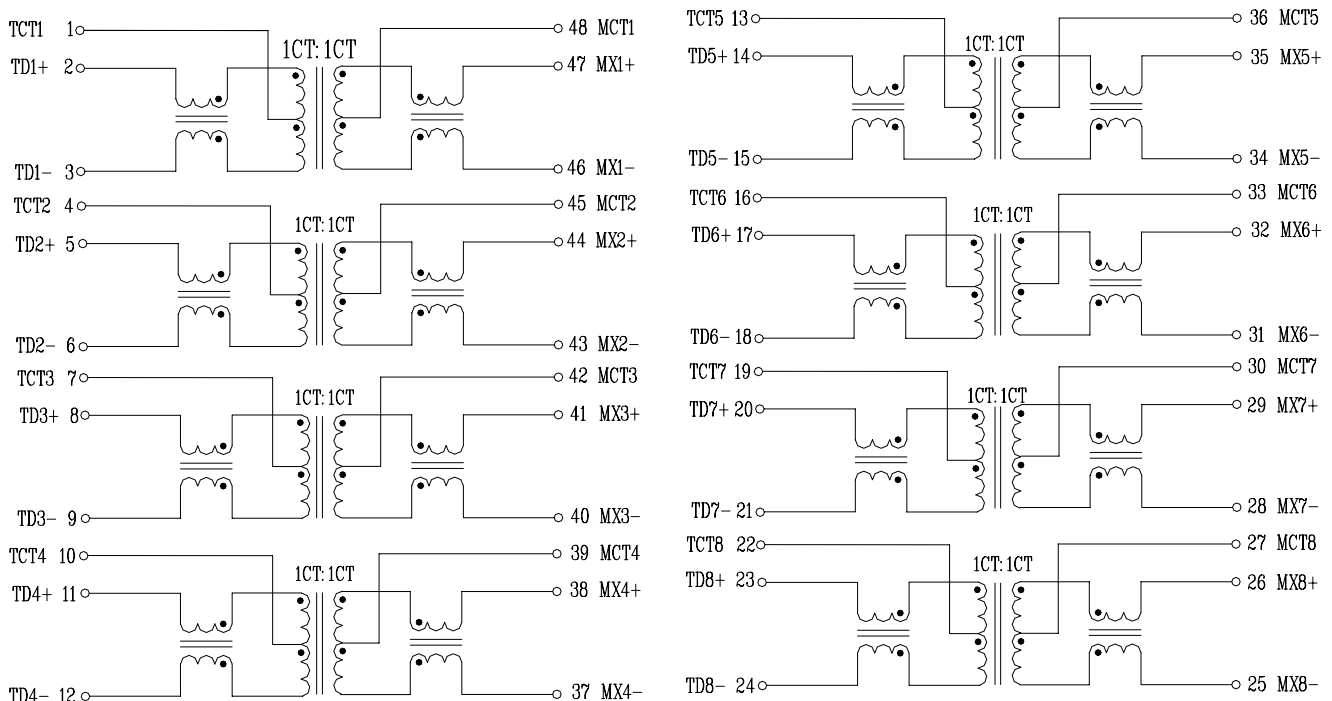 TCT1 1
1CT:1CT
48 MCT1
TD1+ 2
47 MX1+
TD1- 3
46 MX1-
TCT2 4
1CT:1CT
45 MCT2
TD2+ 5
44 MX2+
TD2- 6
43 MX2-
TCT3 7
1CT:1CT
42 MCT3
TD3+ 8
41 MX3+
TD3- 9
40 MX3-
TCT4 10
1CT:1CT
39 MCT4
TD4+ 11
38 MX4+
TD4- 12
37 MX4-
TCT5 13
1CT:1CT
36 MCT5
TD5+ 14
35 MX5+
TD5- 15
34 MX5-
TCT6 16
1CT:1CT
33 MCT6
TD6+ 17
32 MX6+
TD6- 18
31 MX6-
TCT7 19
1CT:1CT
30 MCT7
TD7+ 20
29 MX7+
TD7- 21
28 MX7-
TCT8 22
1CT:1CT
27 MCT8
TD8+ 23
26 MX8+
TD8- 24
25 MX8-